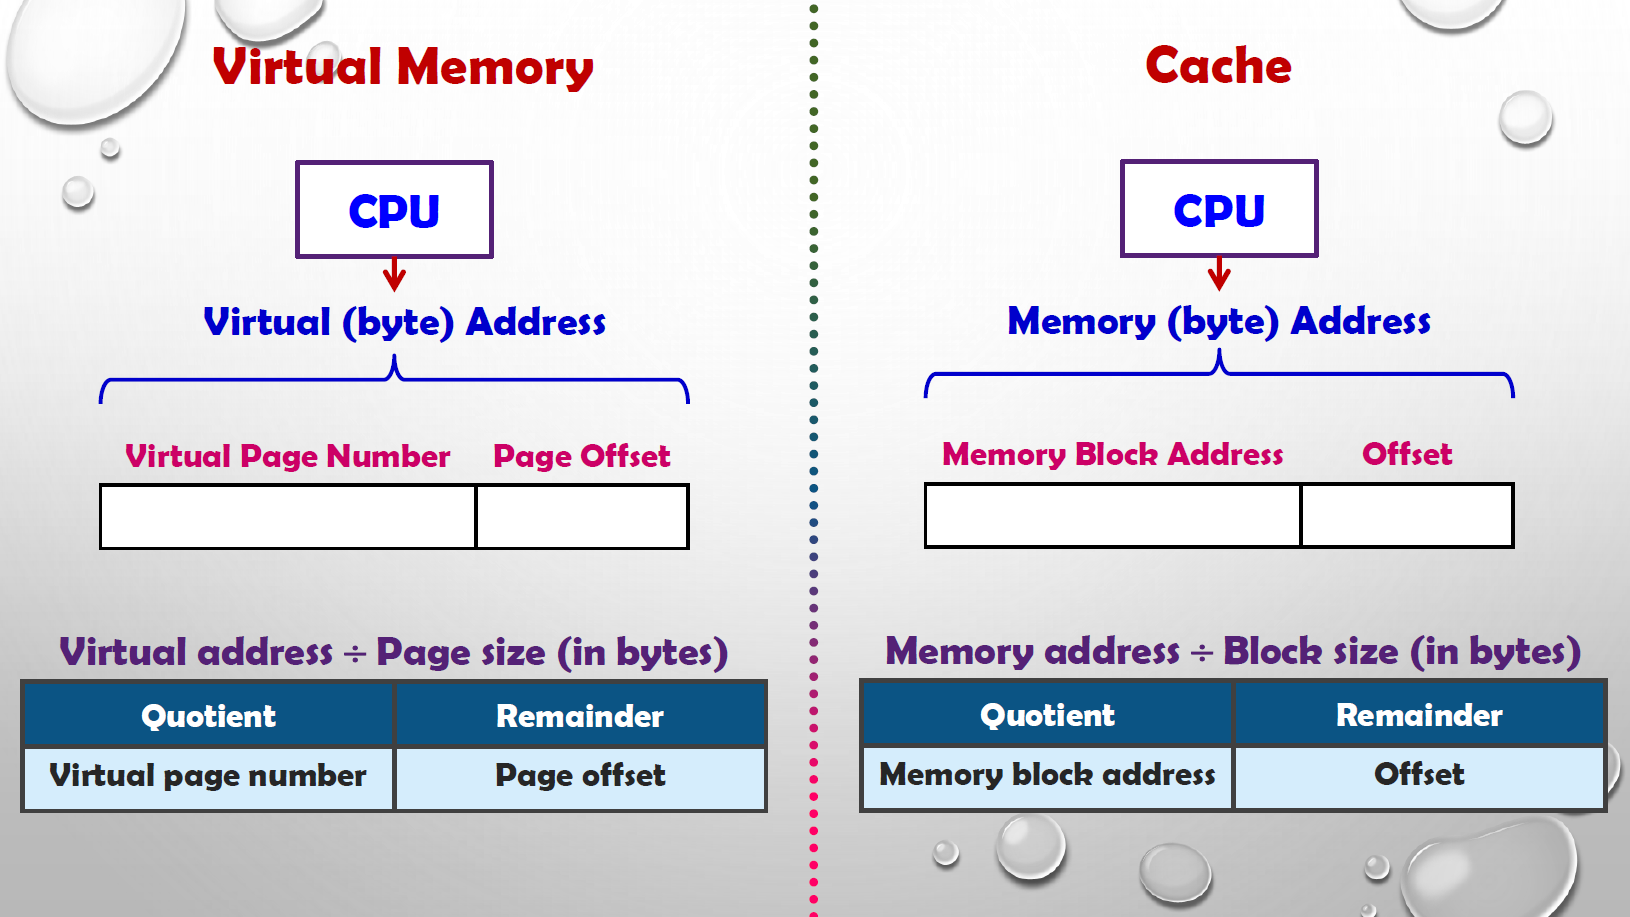 Virtual Memory
CPU
Virtual (byte) Address
Virtual Page Number
Page Offset
Virtual address ÷ Page size (in bytes)
Quotient
Remainder
Virtual page number
Page offset
Cache
CPU
Memory (byte) Address
Memory Block Address
Offset
Memory address ÷ Block size (in bytes)
Quotient
Remainder
Memory block address
Offset